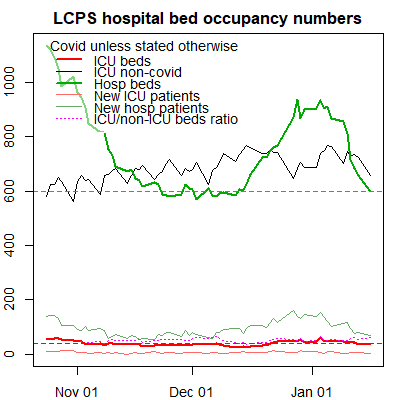 LCPS hospital bed occupancy numbers
Covid unless stated otherwise
ICU beds
ICU non-covid
Hosp beds
New ICU patients
New hosp patients
ICU/non-ICU beds ratio
1000
800
600
400
200
0
Nov 01 Dec 01 Jan 01